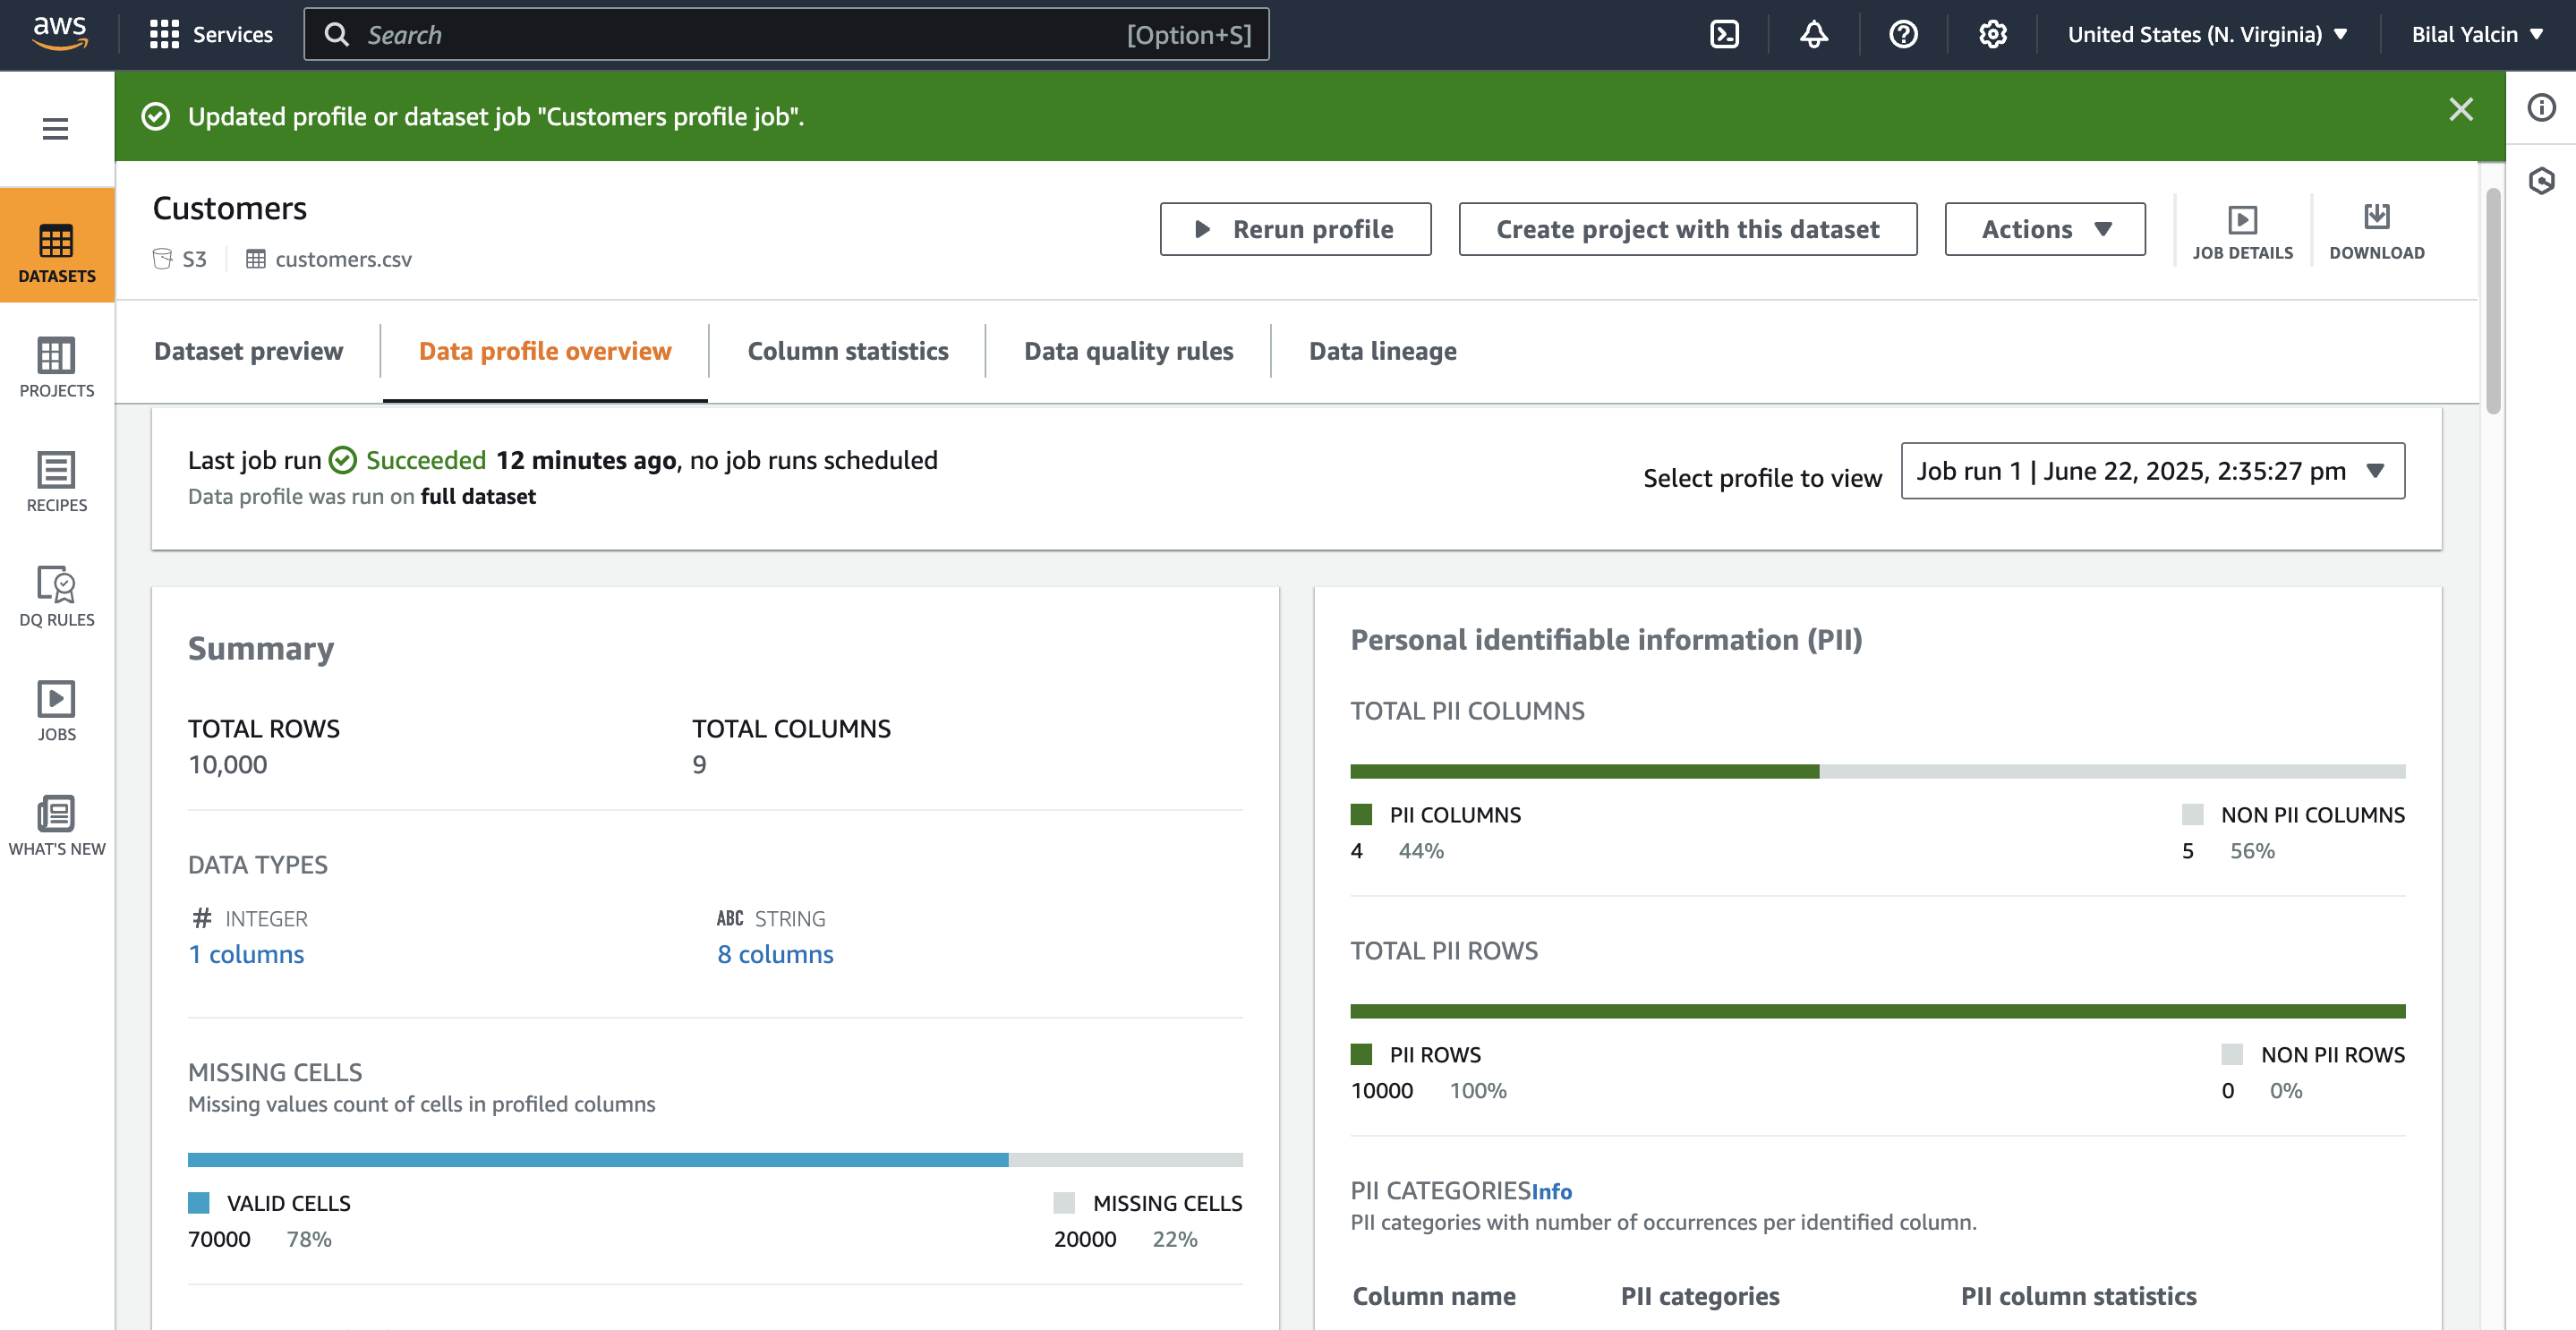 aws
Services
Search [Option+S]
United States (N. Virginia)
Bilal Yalcin
Updated profile or dataset job "Customers profile job".
DATASETS
PROJECTS
RECIPES
DQ RULES
JOBS
WHAT'S NEW
Customers
S3 customers.csv
Rerun profile
Create project with this dataset
Actions
JOB DETAILS
DOWNLOAD
Dataset preview
Data profile overview
Column statistics
Data quality rules
Data lineage
Last job run Succeeded 12 minutes ago, no job runs scheduled
Data profile was run on full dataset
Select profile to view
Job run 1 | June 22, 2025, 2:35:27 pm
Summary
TOTAL ROWS
10,000
TOTAL COLUMNS
9
DATA TYPES
# INTEGER
1 columns
ABC STRING
8 columns
MISSING CELLS
Missing values count of cells in profiled columns
VALID CELLS
70000 78%
MISSING CELLS
20000 22%
Personal identifiable information (PII)
TOTAL PII COLUMNS
PII COLUMNS
4 44%
NON PII COLUMNS
5 56%
TOTAL PII ROWS
PII ROWS
10000 100%
NON PII ROWS
0 0%
PII CATEGORIESInfo
PII categories with number of occurrences per identified column.
Column name PII categories PII column statistics